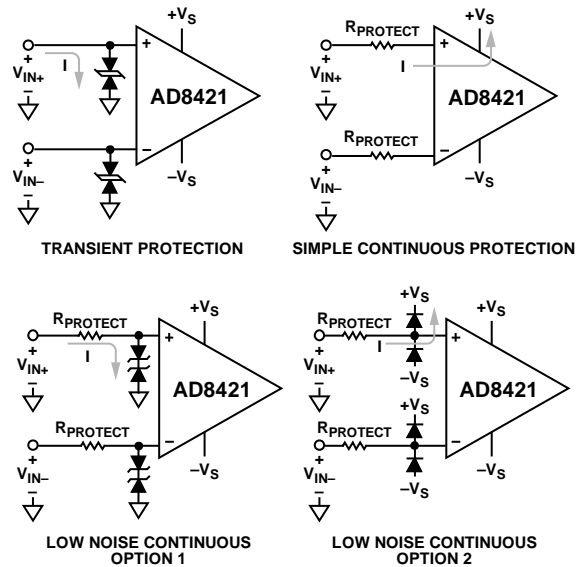 +VS
I
+
VIN+
−
+
AD8421
+
VIN–
−
−
–VS
TRANSIENT PROTECTION
+VS
RPROTECT
I
+
VIN+
−
+
AD8421
RPROTECT
+
VIN–
−
−
–VS
SIMPLE CONTINUOUS PROTECTION
+VS
RPROTECT
I
+
VIN+
−
+
AD8421
RPROTECT
+
VIN–
−
−
–VS
LOW NOISE CONTINUOUS
OPTION 1
+VS
+VS
RPROTECT
I
+
VIN+
−
+
–VS
AD8421
+VS
RPROTECT
+
VIN–
−
−
–VS
–VS
LOW NOISE CONTINUOUS
OPTION 2